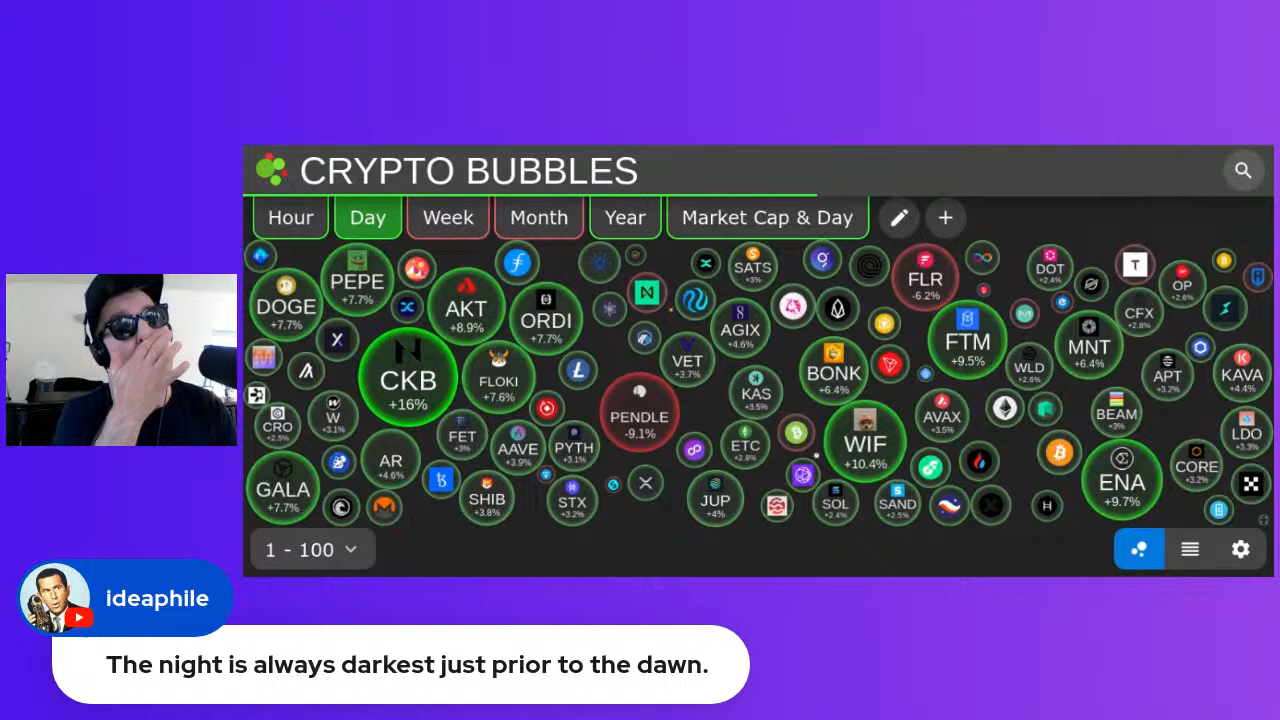 CRYPTO BUBBLES
Hour Day Week Month Year Market Cap & Day
PEPE
+7.7%
DOGE
+7.7%
AKT
+8.9%
ORDI
+7.7%
CKB
+16%
FLOKI
+7.6%
SATS
+3%
AGIX
+4.6%
VET
+3.7%
KAS
+3.5%
FLR
-6.2%
FTM
+9.5%
BONK
+6.4%
PENDLE
-9.1%
WIF
+10.4%
AVAX
+3.5%
DOT
+2.4%
OP
+2.6%
CFX
+2.8%
MNT
+6.4%
WLD
+2.6%
APT
+3.2%
KAVA
+4.4%
BEAM
+3%
LDO
+3.3%
CORE
+3.2%
ENA
+9.7%
W
+3.1%
CRO
+2.5%
FET
+3%
AAVE
+3.9%
PYTH
+3.1%
ETC
+2.8%
AR
+4.6%
GALA
+7.7%
SHIB
+3.8%
STX
+3.2%
JUP
+4%
SOL
+2.4%
SAND
+2.5%
1 - 100
ideaphile
The night is always darkest just prior to the dawn.